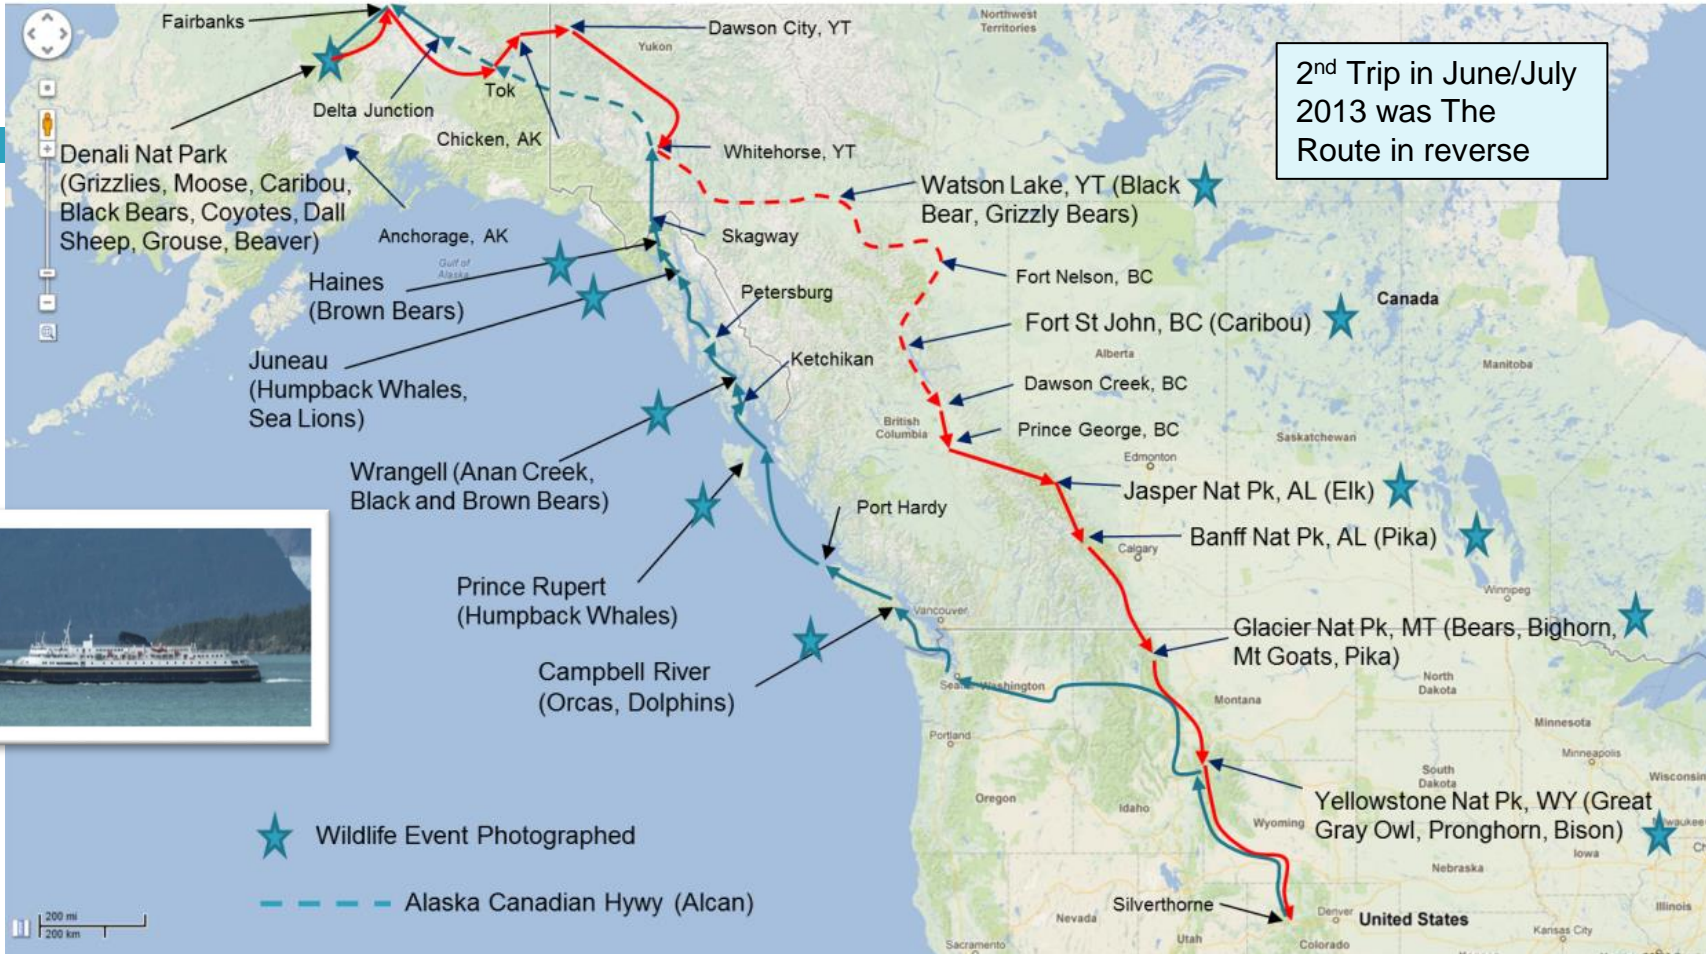 Fairbanks
Dawson City, YT
Northwest
Territories
Yukon
2nd Trip in June/July
2013 was The
Route in reverse
Tok
Delta Junction
Chicken, AK
Denali Nat Park
(Grizzlies, Moose, Caribou,
Black Bears, Coyotes, Dall
Sheep, Grouse, Beaver)
Whitehorse, YT
Watson Lake, YT (Black
Bear, Grizzly Bears)
Anchorage, AK
Skagway
Gulf of
Alaska
Haines
(Brown Bears)
Fort Nelson, BC
Petersburg
Canada
Fort St John, BC (Caribou)
Juneau
(Humpback Whales,
Sea Lions)
Ketchikan
Alberta
Manitoba
Dawson Creek, BC
British
Columbia
Prince George, BC
Saskatchewan
Edmonton
Wrangell (Anan Creek,
Black and Brown Bears)
Jasper Nat Pk, AL (Elk)
Port Hardy
Banff Nat Pk, AL (Pika)
Calgary
Prince Rupert
(Humpback Whales)
Winnipeg
Vancouver
Glacier Nat Pk, MT (Bears, Bighorn,
Mt Goats, Pika)
Campbell River
(Orcas, Dolphins)
Washington
North
Dakota
Montana
Minnesota
Portland
Minneapolis
South
Dakota
Wisconsin
Oregon
Idaho
Yellowstone Nat Pk, WY (Great
Gray Owl, Pronghorn, Bison)
Wyoming
Wildlife Event Photographed
Iowa
Nebraska
Alaska Canadian Hywy (Alcan)
Silverthorne
Denver
United States
Illinois
200 mi
200 km
Nevada
Utah
Colorado
Kansas City
Sacramento